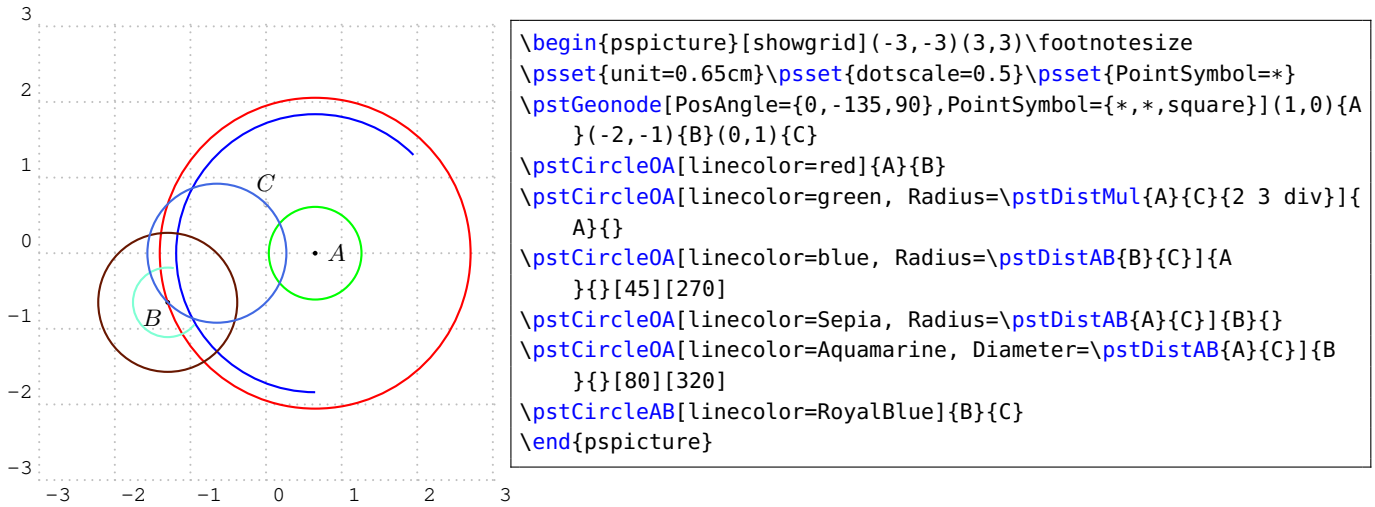 3
2
1
0
−1
−2
−3
−3 −2 −1 0 1 2 3
C
A
B
\begin{pspicture}[showgrid](-3,-3)(3,3)\footnotesize
\psset{unit=0.65cm}\psset{dotscale=0.5}\psset{PointSymbol=*}
\pstGeonode[PosAngle={0,-135,90},PointSymbol={*,*,square}](1,0){A
}(-2,-1){B}(0,1){C}
\pstCircleOA[linecolor=red]{A}{B}
\pstCircleOA[linecolor=green, Radius=\pstDistMul{A}{C}{2 3 div}]{
A}{}
\pstCircleOA[linecolor=blue, Radius=\pstDistAB{B}{C}]{A
}{}[45][270]
\pstCircleOA[linecolor=Sepia, Radius=\pstDistAB{A}{C}]{B}{}
\pstCircleOA[linecolor=Aquamarine, Diameter=\pstDistAB{A}{C}]{B
}{}[80][320]
\pstCircleAB[linecolor=RoyalBlue]{B}{C}
\end{pspicture}